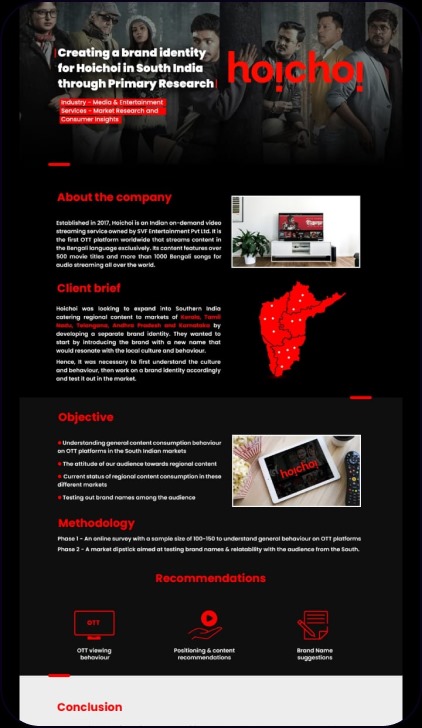 Creating a brand identity
for Hoichoi in South India
through Primary Research
hoichoi
Industry - Media & Entertainment
Services - Market Research and
Consumer Insights
About the company
Established in 2017, Hoichoi is an Indian on-demand video
streaming service owned by SVF Entertainment Pvt Ltd. It is
the first OTT platform worldwide that streams content in
the Bengali language exclusively. Its content features over
500 movie titles and more than 1000 Bengali songs for
audio streaming all over the world.
Client brief
Hoichoi was looking to expand into Southern India
catering regional content to markets of Kerala, Tamil
Nadu, Telangana, Andhra Pradesh and Karnataka by
developing a separate brand identity. They wanted to
start by introducing the brand with a new name that
would resonate with the local culture and behaviour.
Hence, it was necessary to first understand the culture
and behaviour, then work on a brand identity accordingly
and test it out in the market.
Objective
Understanding general content consumption behaviour
on OTT platforms in the South Indian markets
The attitude of our audience towards regional content
Current status of regional content consumption in these
different markets
Testing out brand names among the audience
hoichoi
Methodology
Phase 1 - An online survey with a sample size of 100-150 to understand general behaviour on OTT platforms
Phase 2 - A market dipstick aimed at testing brand names & relatability with the audience from the South.
Recommendations
OTT
OTT viewing
behaviour
Positioning & content
recommendations
Brand Name
suggestions
Conclusion